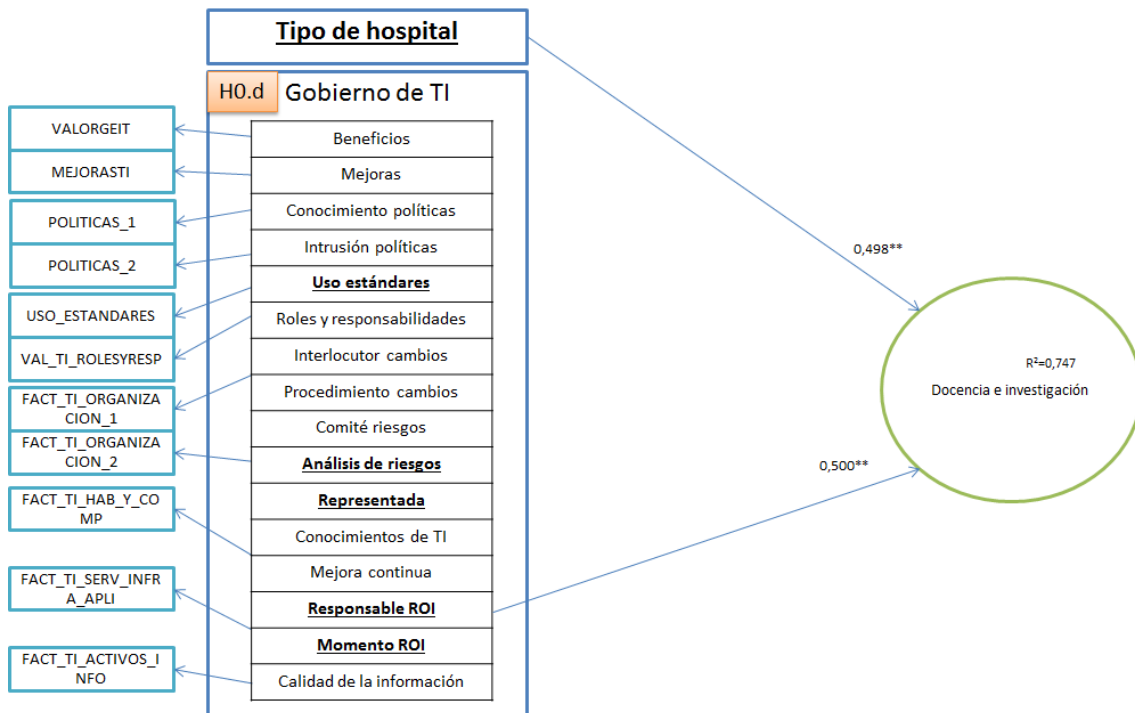 Tipo de hospital
H0.d
Gobierno de TI
VALORGEIT
MEJORASTI
POLITICAS_1
POLITICAS_2
USO_ESTANDARES
VAL_TI_ROLESYRESP
FACT_TI_ORGANIZA
CION_1
FACT_TI_ORGANIZA
CION_2
FACT_TI_HAB_Y_CO
MP
FACT_TI_SERV_INFR
A_APLI
FACT_TI_ACTIVOS_I
NFO
Beneficios
Mejoras
Conocimiento políticas
Intrusión políticas
Uso estándares
Roles y responsabilidades
Interlocutor cambios
Procedimiento cambios
Comité riesgos
Análisis de riesgos
Representada
Conocimientos de TI
Mejora continua
Responsable ROI
Momento ROI
Calidad de la información
0,498**
0,500**
R²=0,747
Docencia e investigación